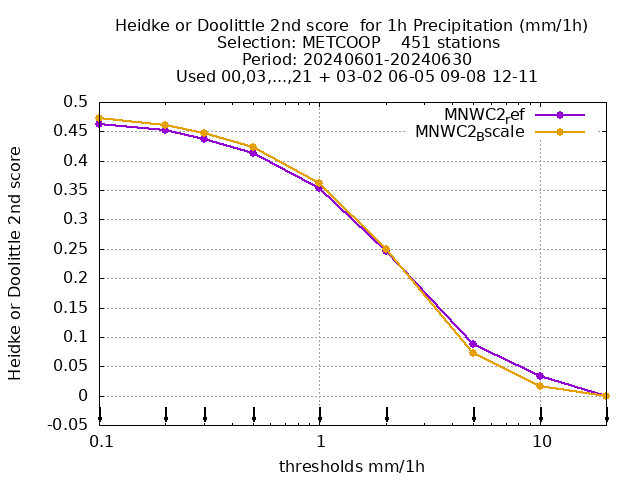 Heidke or Doolittle 2nd score  for 1h Precipitation (mm/1h)
Selection: METCOOP    451 stations
Period: 20240601-20240630
Used 00,03,...,21 + 03-02 06-05 09-08 12-11
MNWC2ref
MNWC2Bscale
Heidke or Doolittle 2nd score
0.5
0.45
0.4
0.35
0.3
0.25
0.2
0.15
0.1
0.05
0
-0.05
0.1 1 10
thresholds mm/1h